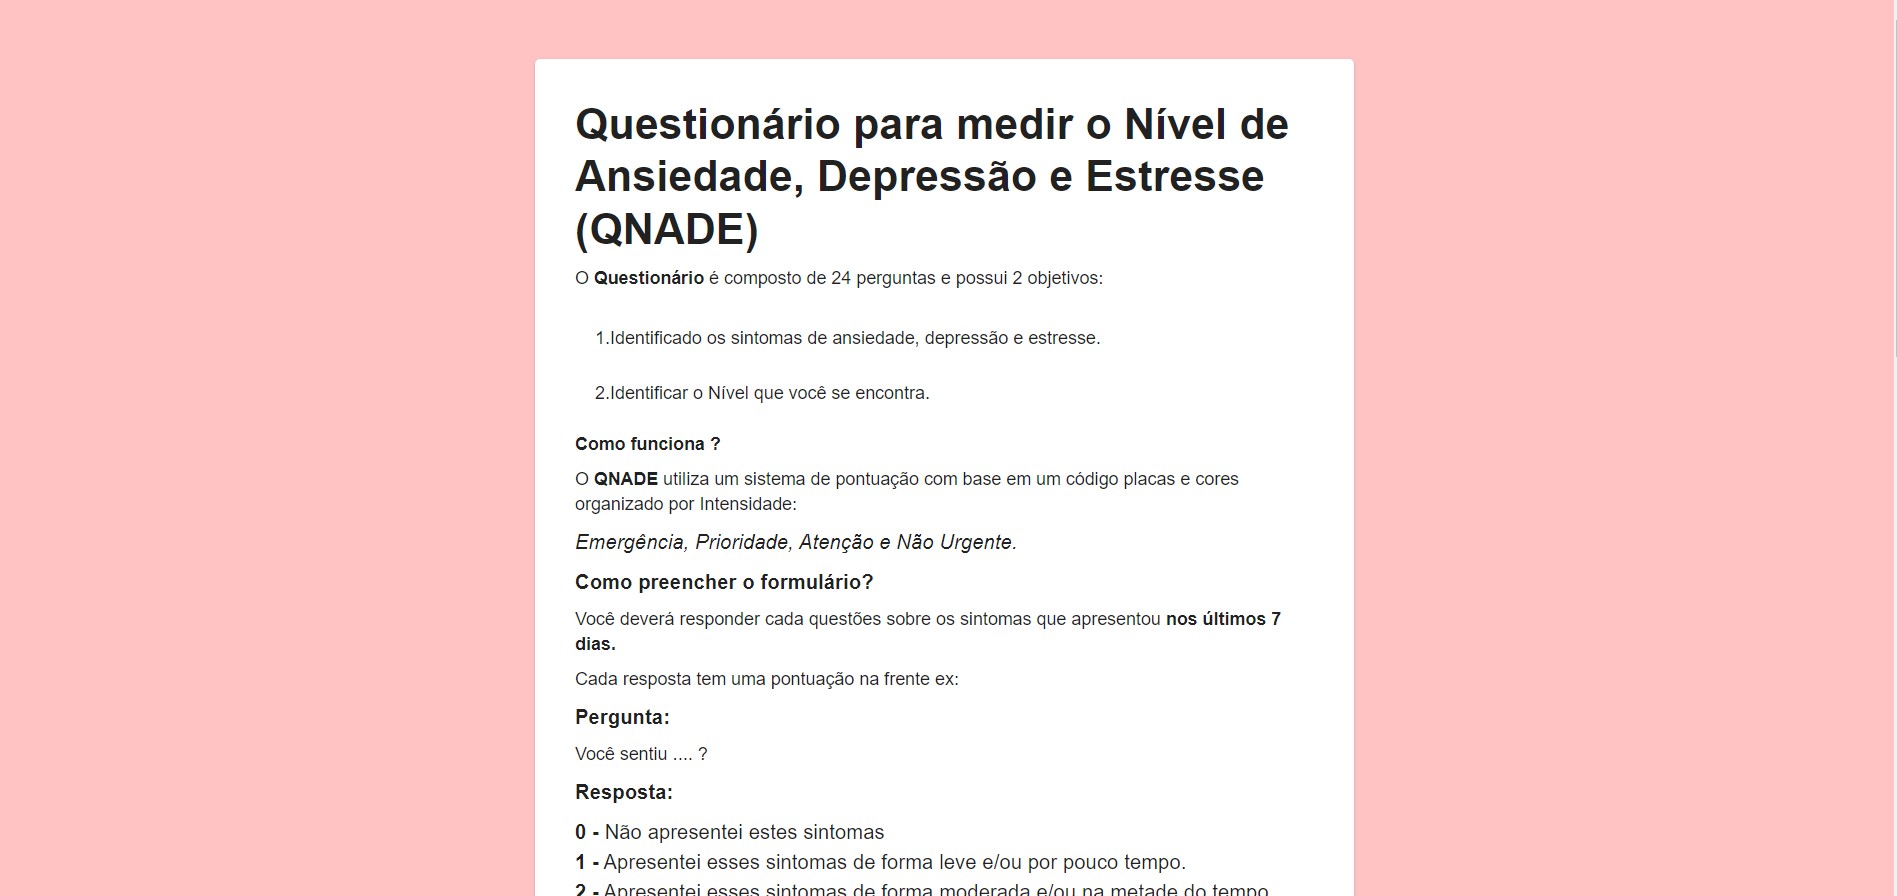 Questionário para medir o Nível de
Ansiedade, Depressão e Estresse
(QNADE)
O Questionário é composto de 24 perguntas e possui 2 objetivos:
1.Identificado os sintomas de ansiedade, depressão e estresse.
2.Identificar o Nível que você se encontra.
Como funciona ?
O QNADE utiliza um sistema de pontuação com base em um código placas e cores
organizado por Intensidade:
Emergência, Prioridade, Atenção e Não Urgente.
Como preencher o formulário?
Você deverá responder cada questões sobre os sintomas que apresentou nos últimos 7
dias.
Cada resposta tem uma pontuação na frente ex:
Pergunta:
Você sentiu .... ?
Resposta:
0 - Não apresentei estes sintomas
1 - Apresentei esses sintomas de forma leve e/ou por pouco tempo.
2 - Apresentei esses sintomas de forma moderada e/ou na metade do tempo